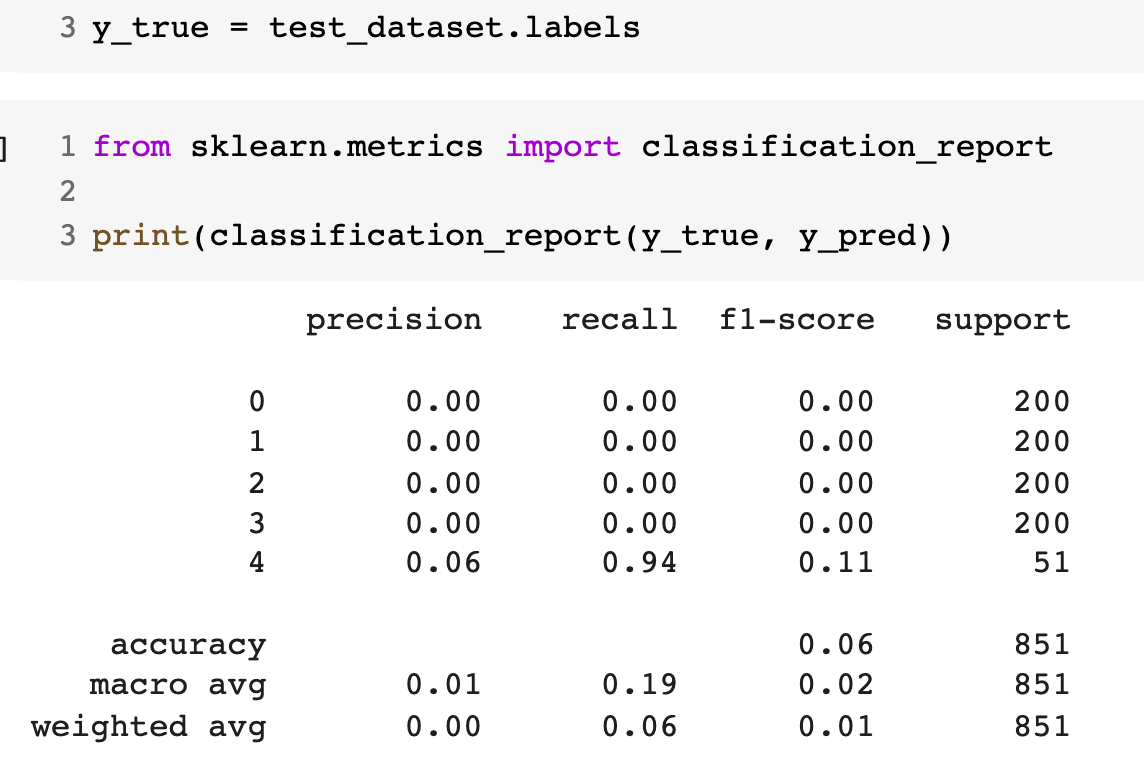 3 y_true = test_dataset.labels
] 1 from sklearn.metrics import classification_report
2
3 print(classification_report(y_true, y_pred))
precision recall f1-score support
0 0.00 0.00 0.00 200
1 0.00 0.00 0.00 200
2 0.00 0.00 0.00 200
3 0.00 0.00 0.00 200
4 0.06 0.94 0.11 51
accuracy 0.06 851
macro avg 0.01 0.19 0.02 851
weighted avg 0.00 0.06 0.01 851